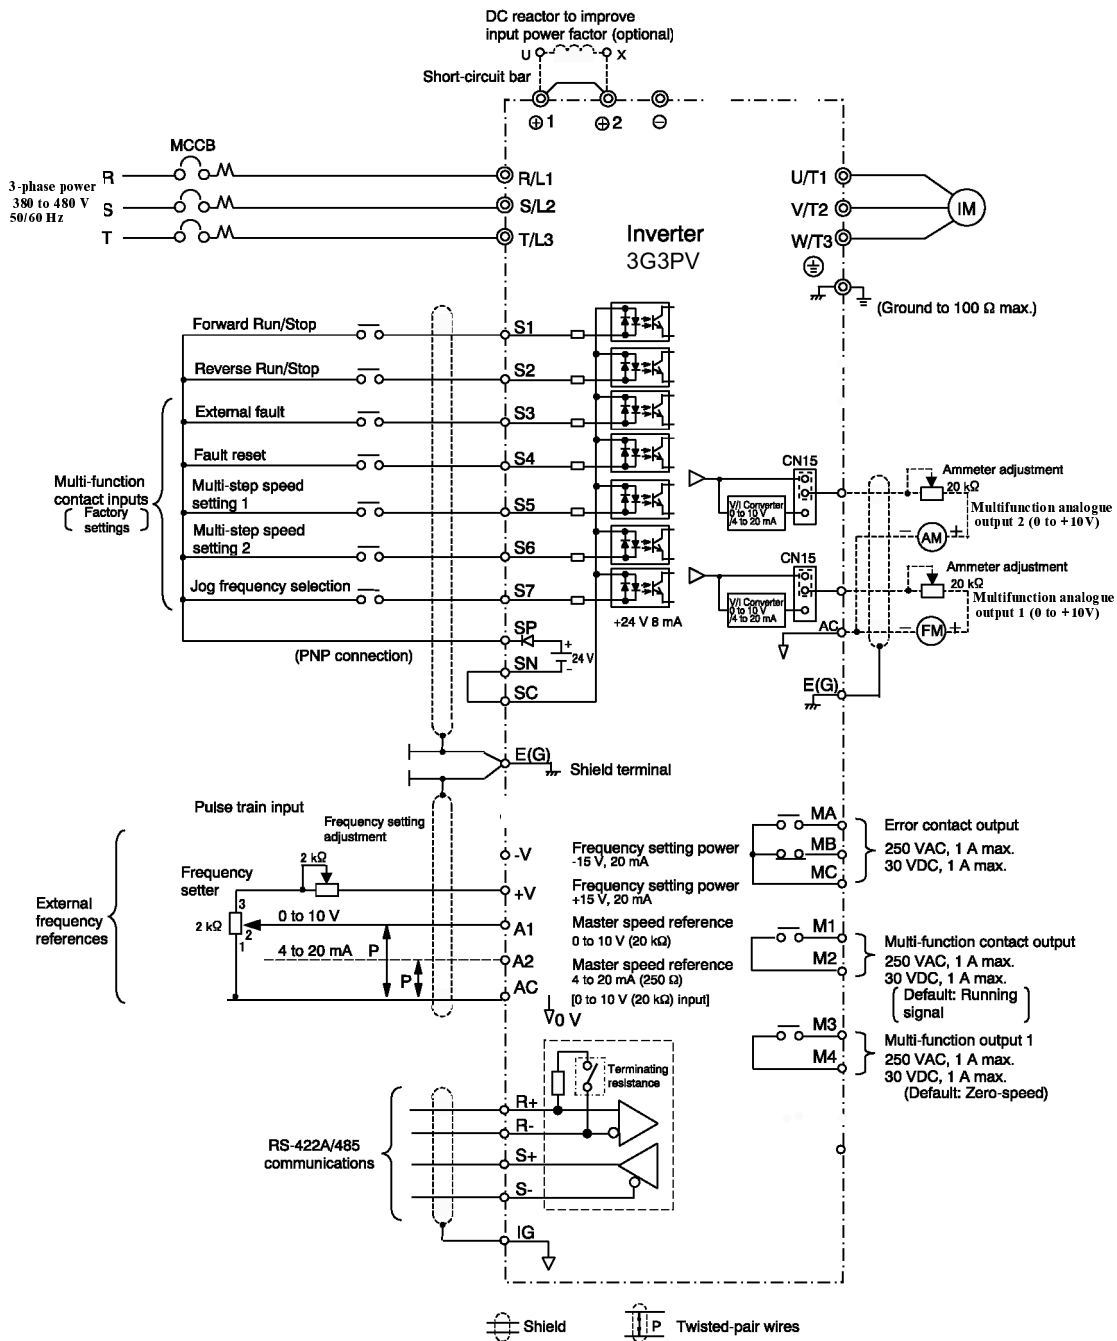 DC reactor to improve
input power factor (optional)
U X
Short-circuit bar
⊕1 ⊕2 ⊖
MCCB
3-phase power
380 to 480 V
50/60 Hz
R R/L1 U/T1
S S/L2 V/T2 IM
T T/L3 W/T3
Inverter
3G3PV
(Ground to 100 Ω max.)
Forward Run/Stop S1
Reverse Run/Stop S2
External fault S3
Fault reset S4
Multi-function
contact inputs
Factory
settings
Multi-step speed
setting 1 S5
Multi-step speed
setting 2 S6
Jog frequency selection S7
+24 V 8 mA
CN15
V/I Converter
0 to 10 V
/4 to 20 mA
Ammeter adjustment
20 kΩ
Multifunction analogue
output 2 (0 to +10V)
− AM +
CN15
V/I Converter
0 to 10 V
/4 to 20 mA
Ammeter adjustment
20 kΩ
Multifunction analogue
output 1 (0 to +10V)
AC − FM +
E(G)
(PNP connection)
SP
+
24 V
−
SN
SC
E(G)
Shield terminal
Pulse train input
Frequency setting
adjustment
2 kΩ
External
frequency
references
Frequency
setter
3
2 kΩ
2
1
0 to 10 V
4 to 20 mA P
P
-V
+V
A1
A2
AC
Frequency setting power
-15 V, 20 mA
Frequency setting power
+15 V, 20 mA
Master speed reference
0 to 10 V (20 kΩ)
Master speed reference
4 to 20 mA (250 Ω)
[0 to 10 V (20 kΩ) input]
0 V
MA
MB
MC
Error contact output
250 VAC, 1 A max.
30 VDC, 1 A max.
M1
M2
Multi-function contact output
250 VAC, 1 A max.
30 VDC, 1 A max.
(Default: Running
signal
M3
M4
Multi-function output 1
250 VAC, 1 A max.
30 VDC, 1 A max.
(Default: Zero-speed)
Terminating
resistance
RS-422A/485
communications
R+
R-
S+
S-
IG
Shield
P Twisted-pair wires